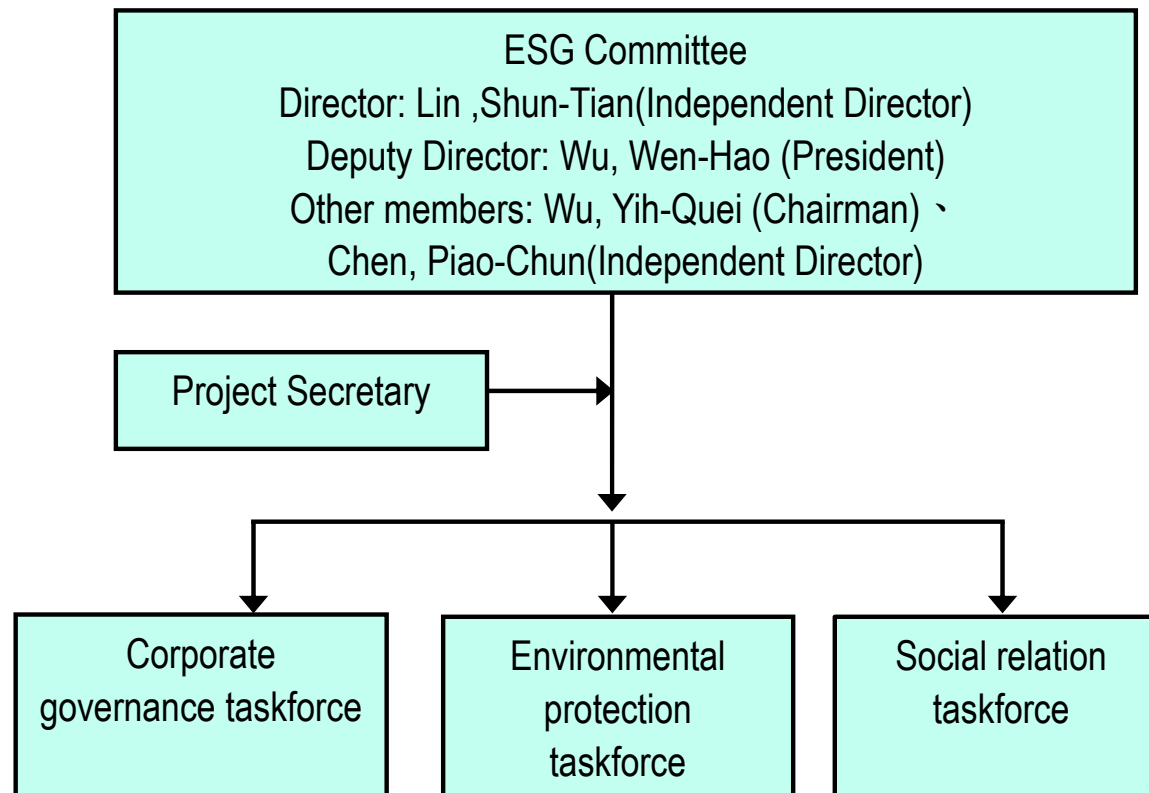 ESG Committee
Director: Lin ,Shun-Tian(Independent Director)
Deputy Director: Wu, Wen-Hao (President)
Other members: Wu, Yih-Quei (Chairman) 、
Chen, Piao-Chun(Independent Director)
Project Secretary
Corporate
governance taskforce
Environmental
protection
taskforce
Social relation
taskforce